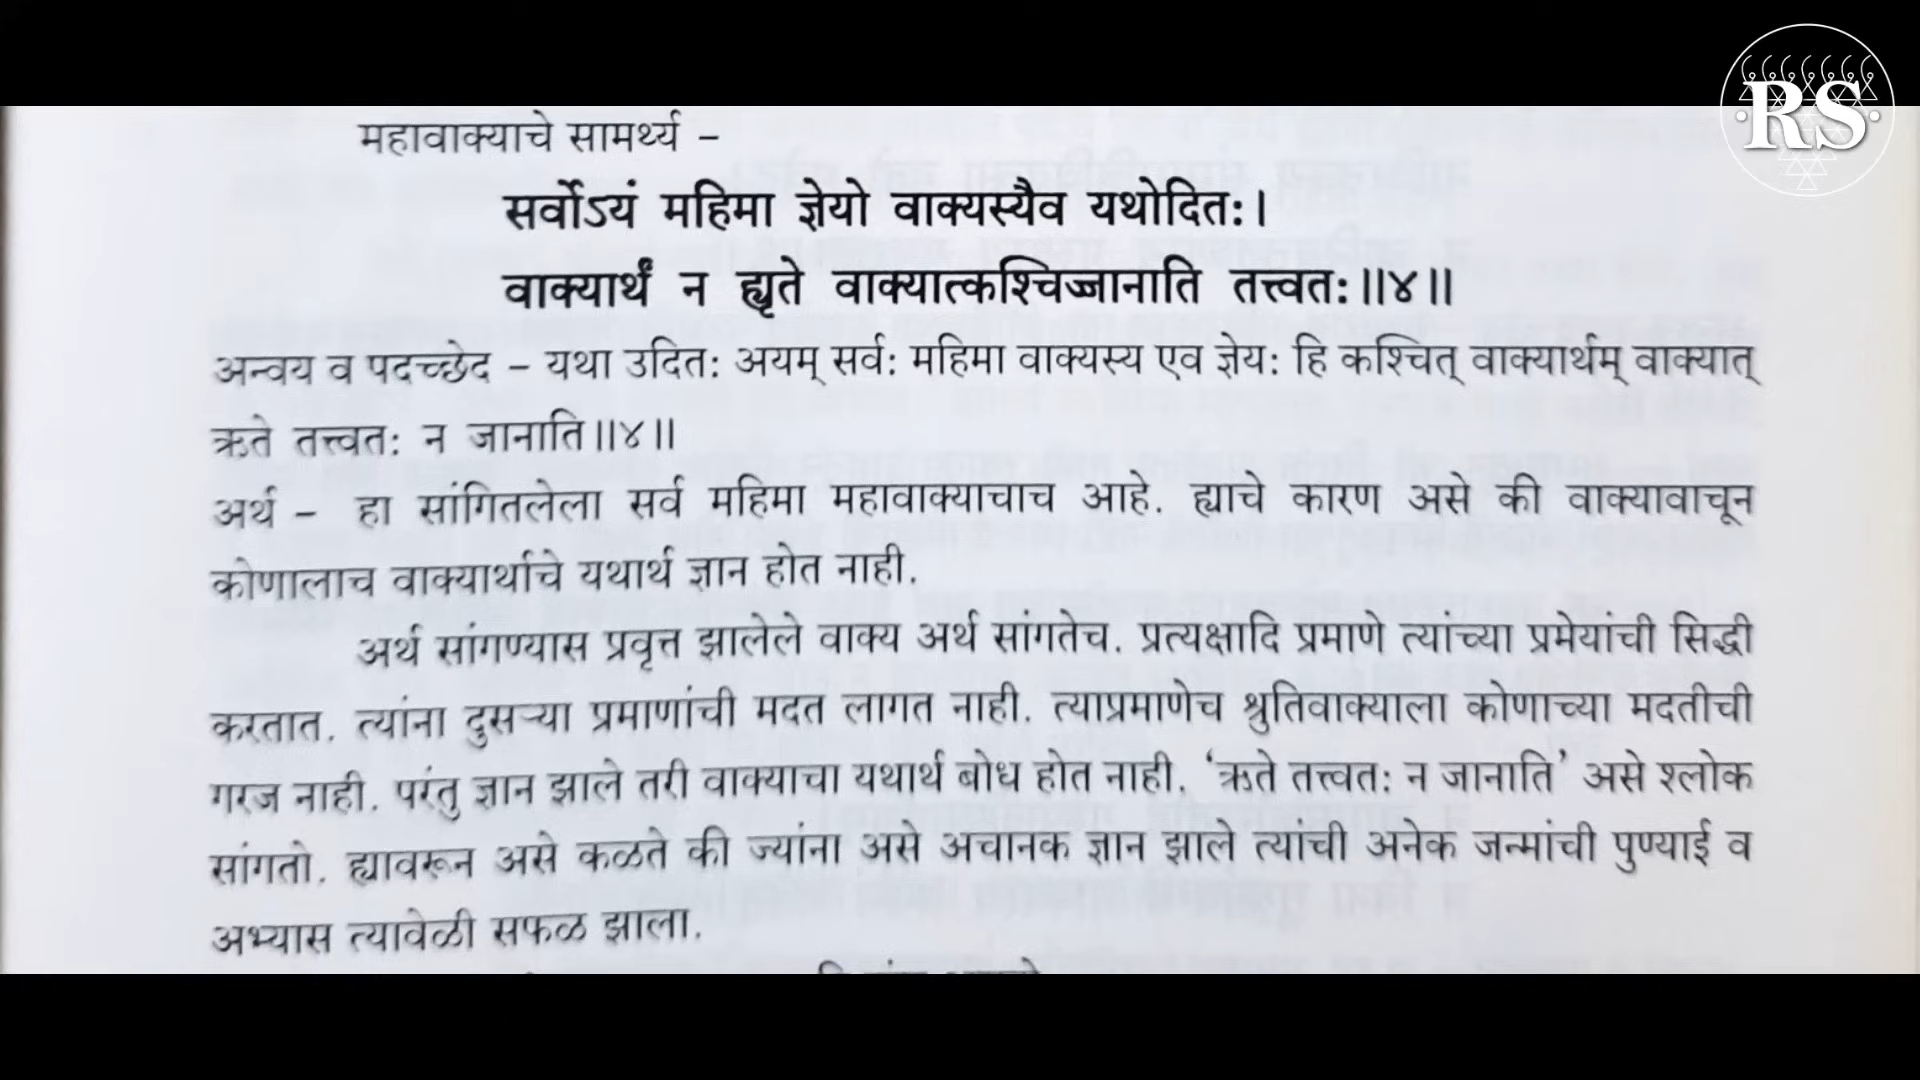 RS
महावाक्याचे सामर्थ्य –
सर्वोऽयं महिमा ज्ञेयो वाक्यस्यैव यथोदितः।
वाक्यार्थं न ह्यृते वाक्यात्कश्चिज्जानाति तत्त्वतः॥४॥
अन्वय व पदच्छेद – यथा उदितः अयम् सर्वः महिमा वाक्यस्य एव ज्ञेयः हि कश्चित् वाक्यार्थम् वाक्यात्
ऋते तत्त्वतः न जानाति॥४॥
अर्थ – हा सांगितलेला सर्व महिमा महावाक्याचाच आहे. ह्याचे कारण असे की वाक्यावाचून
कोणालाच वाक्यार्थाचे यथार्थ ज्ञान होत नाही.
अर्थ सांगण्यास प्रवृत्त झालेले वाक्य अर्थ सांगतेच. प्रत्यक्षादि प्रमाणे त्यांच्या प्रमेयांची सिद्धी
करतात. त्यांना दुसऱ्या प्रमाणांची मदत लागत नाही. त्याप्रमाणेच श्रुतिवाक्याला कोणाच्या मदतीची
गरज नाही. परंतु ज्ञान झाले तरी वाक्याचा यथार्थ बोध होत नाही. ‘ऋते तत्त्वतः न जानाति’ असे श्लोक
सांगतो. ह्यावरून असे कळते की ज्यांना असे अचानक ज्ञान झाले त्यांची अनेक जन्मांची पुण्याई व
अभ्यास त्यावेळी सफळ झाला.